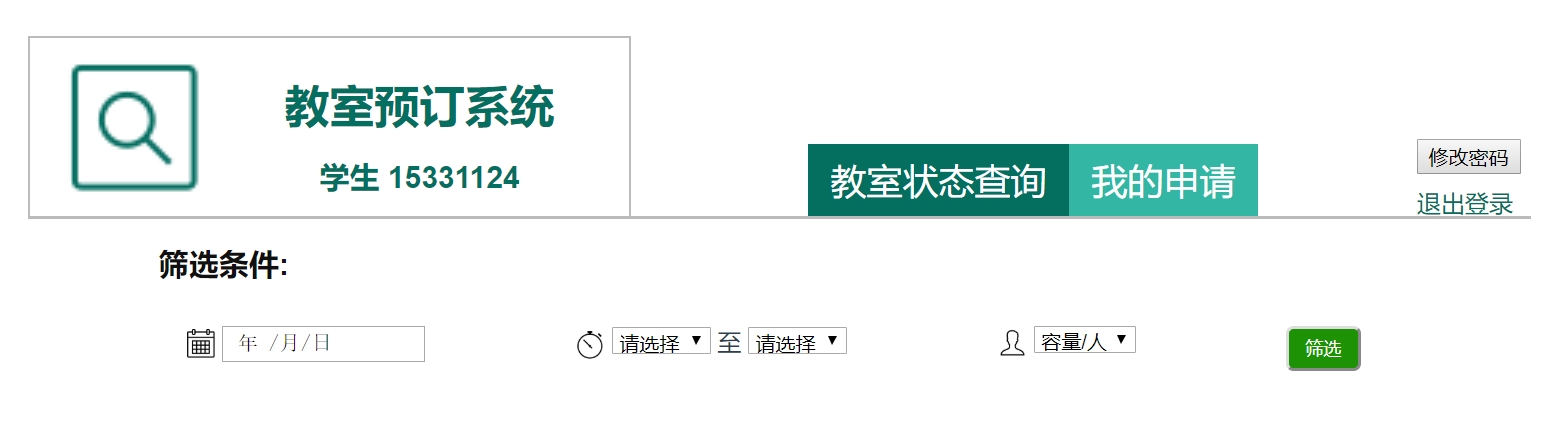 教室预订系统
学生 15331124
教室状态查询 我的申请
修改密码
退出登录
筛选条件:
年 /月/日 请选择 至 请选择 容量/人 筛选